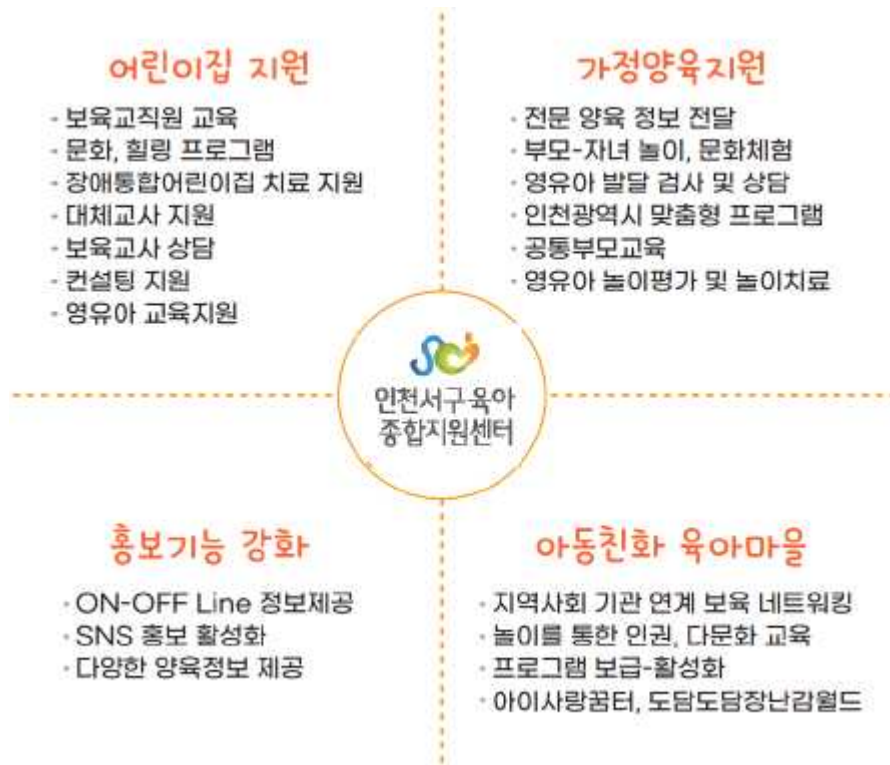 어린이집 지원
- 보육교직원 교육
- 문화, 힐링 프로그램
- 장애통합어린이집 치료 지원
- 대체교사 지원
- 보육교사 상담
- 컨설팅 지원
- 영유아 교육지원
가정양육지원
· 전문 양육 정보 전달
· 부모-자녀 놀이, 문화체험
· 영유아 발달 검사 및 상담
· 인천광역시 맞춤형 프로그램
· 공통부모교육
· 영유아 놀이평가 및 놀이치료
인천서구육아
종합지원센터
홍보기능 강화
· ON-OFF Line 정보제공
· SNS 홍보 활성화
· 다양한 양육정보 제공
아동친화 육아마을
· 지역사회 기관 연계 보육 네트워킹
· 놀이를 통한 인권, 다문화 교육
· 프로그램 보급-활성화
· 아이사랑꿈터, 도담도담장난감월드